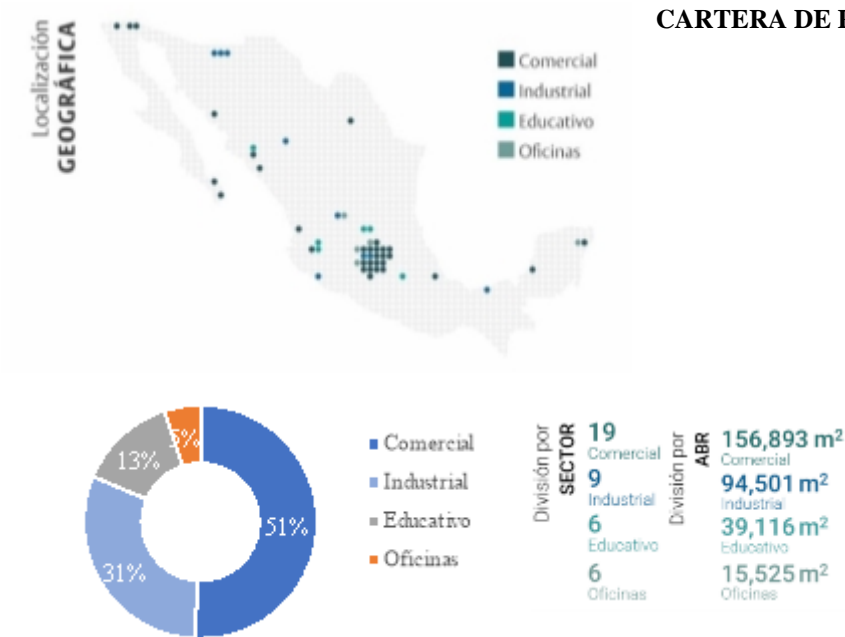 CARTERA DE
Localización
GEOGRÁFICA
Comercial
Industrial
Educativo
Oficinas
5%
13%
51%
31%
Comercial
Industrial
Educativo
Oficinas
División por
SECTOR
19
Comercial
9
Industrial
6
Educativo
6
Oficinas
División por
ABR
156,893 m²
Comercial
94,501 m²
Industrial
39,116 m²
Educativo
15,525 m²
Oficinas